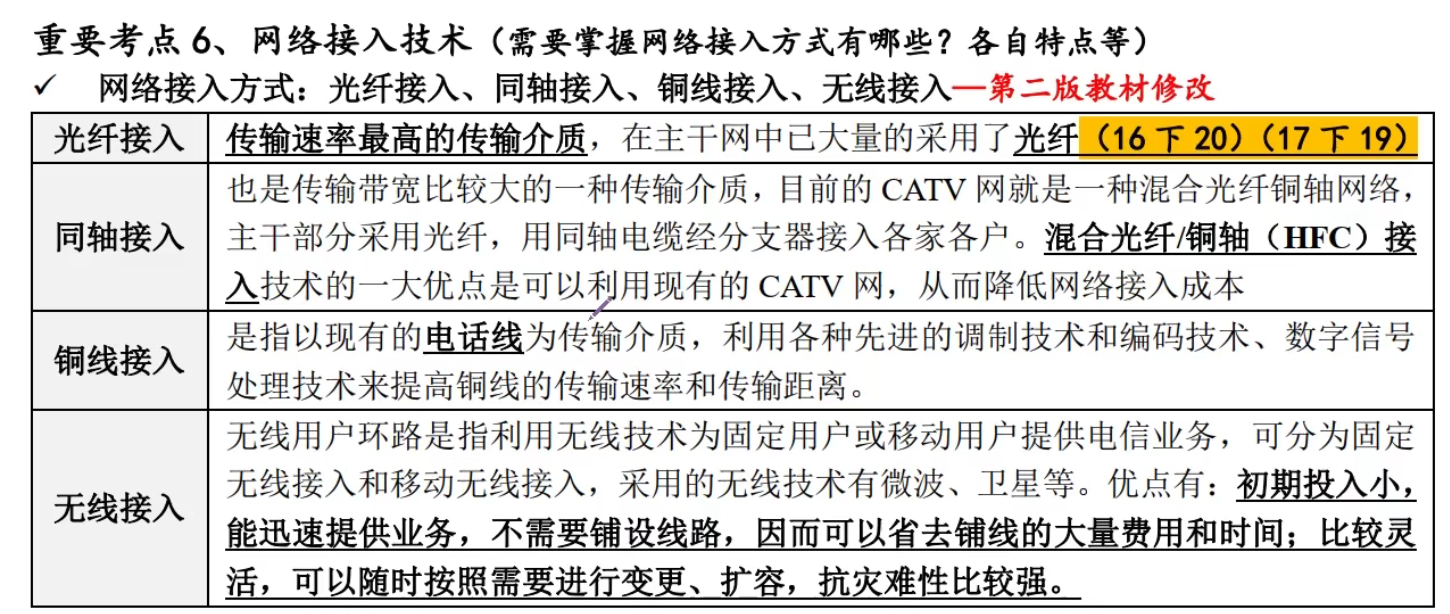 重要考点 6、网络接入技术（需要掌握网络接入方式有哪些？各自特点等）
✓ 网络接入方式：光纤接入、同轴接入、铜线接入、无线接入—第二版教材修改
光纤接入
传输速率最高的传输介质，在主干网中已大量的采用了光纤（16 下 20）（17 下 19）
同轴接入
也是传输带宽比较大的一种传输介质，目前的 CATV 网就是一种混合光纤铜轴网络，
主干部分采用光纤，用同轴电缆经分支器接入各家各户。混合光纤/铜轴（HFC）接
入技术的一大优点是可以利用现有的 CATV 网，从而降低网络接入成本
铜线接入
是指以现有的电话线为传输介质，利用各种先进的调制技术和编码技术、数字信号
处理技术来提高铜线的传输速率和传输距离。
无线接入
无线用户环路是指利用无线技术为固定用户或移动用户提供电信业务，可分为固定
无线接入和移动无线接入，采用的无线技术有微波、卫星等。优点有：初期投入小，
能迅速提供业务，不需要铺设线路，因而可以省去铺线的大量费用和时间；比较灵
活，可以随时按照需要进行变更、扩容，抗灾难性比较强。